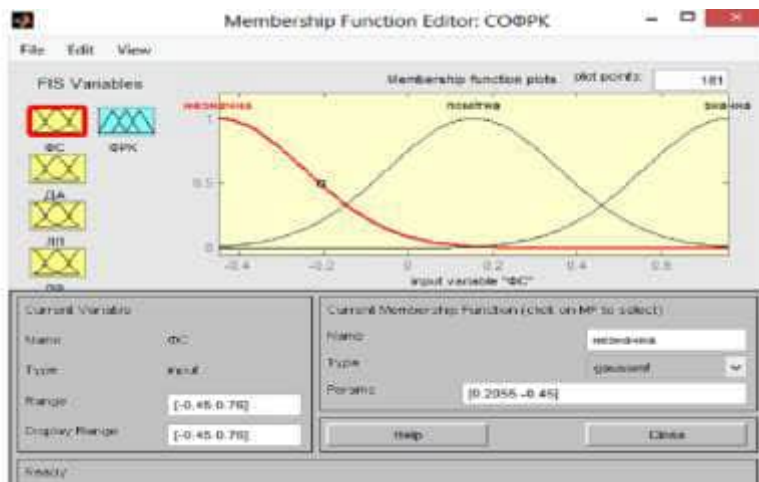 Membership Function Editor: СОФРК
File Edit View
FIS Variables
Membership function plots plot points: 181
незначна помітна значна
ФС ФРК
ДА
ЛП
1
0.5
0
-0.4 -0.2 0 0.2 0.4 0.6
input variable "ФС"
Current Variable
Name ФС
Type input
Range [-0.45 0.76]
Display Range [-0.45 0.76]
Current Membership Function (click on MF to select)
Name незначна
Type gaussmf
Params [0.2055 -0.45]
Help Close
Ready